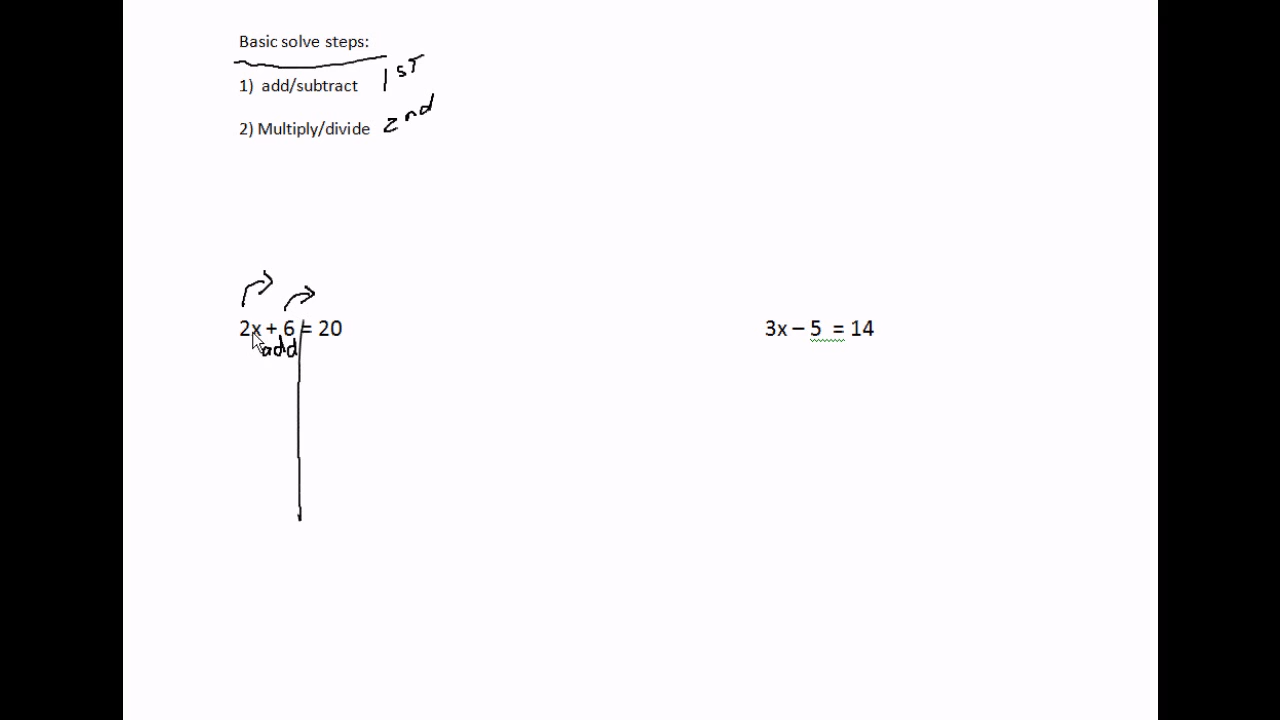 Basic solve steps:
1) add/subtract 1st
2) Multiply/divide 2nd
2x + 6 = 20
add
3x – 5 = 14